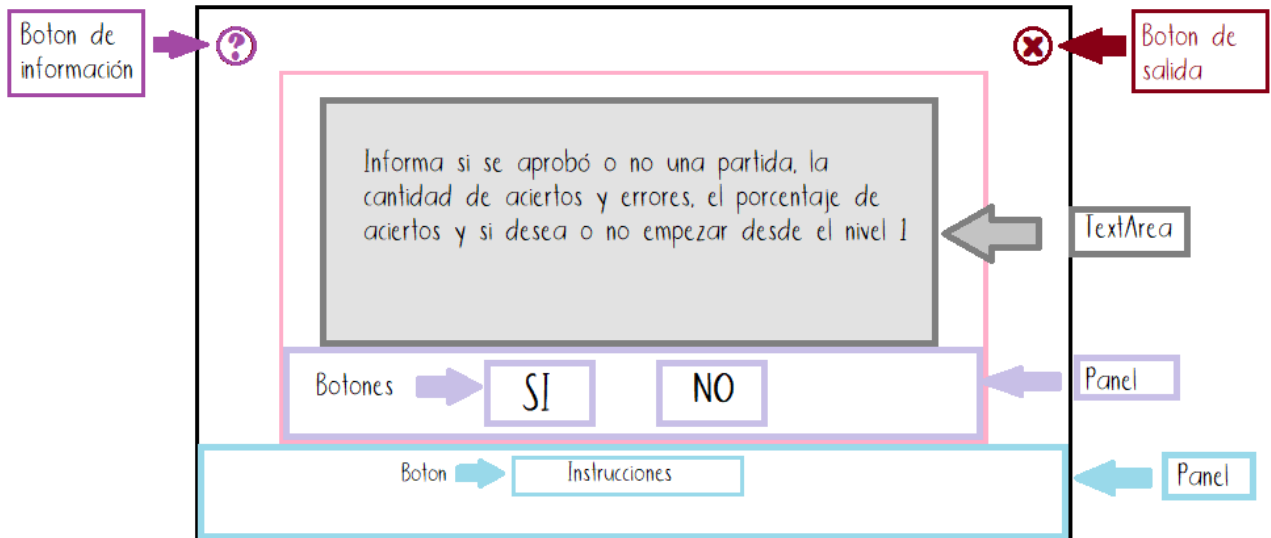 Boton de
información
?
Boton de
salida
Informa si se aprobó o no una partida, la
cantidad de aciertos y errores, el porcentaje de
aciertos y si desea o no empezar desde el nivel 1
TextArea
Botones
SI
NO
Panel
Boton
Instrucciones
Panel